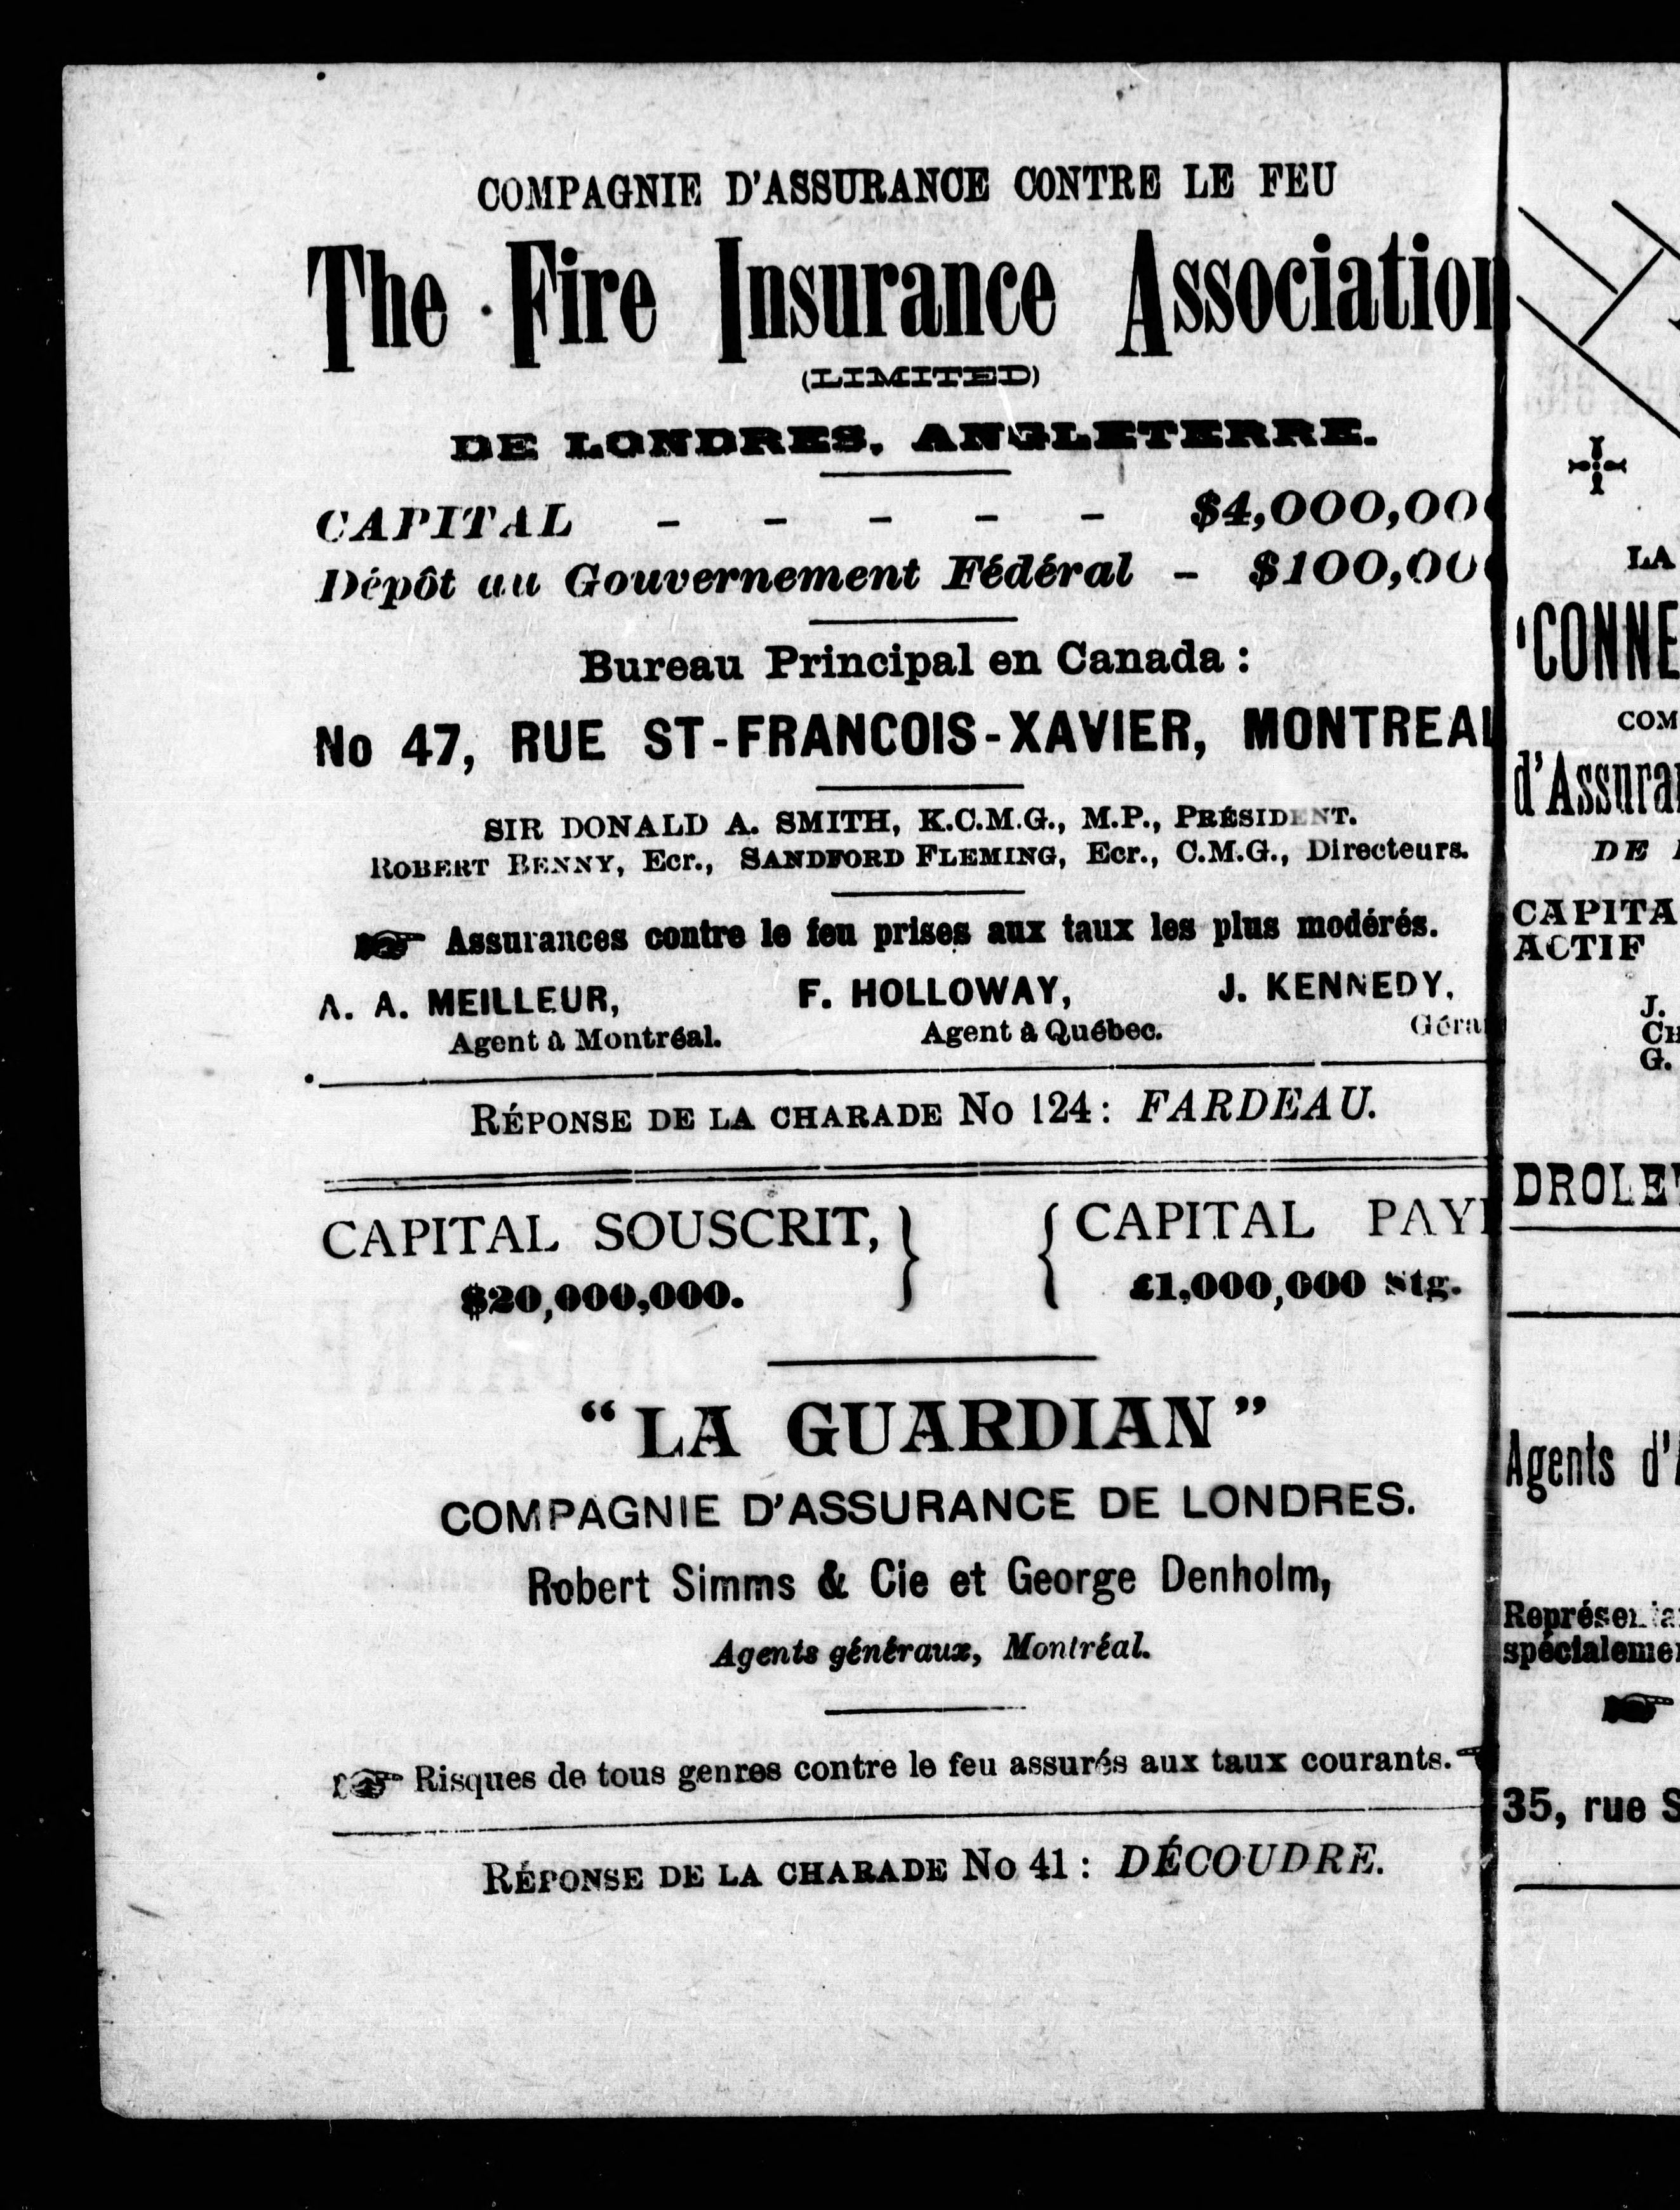 COMPAGNIE D'ASSURANCE CONTRE LE FEU
The Fire Insurance Association
(LIMITED)
DE LONDRES, ANGLETERRE.
CAPITAL - - - - - $4,000,00
Dépôt au Gouvernement Fédéral - $100,00
Bureau Principal en Canada :
No 47, RUE ST-FRANCOIS-XAVIER, MONTREAL
SIR DONALD A. SMITH, K.C.M.G., M.P., PRÉSIDENT.
ROBERT BENNY, Ecr., SANDFORD FLEMING, Ecr., C.M.G., Directeurs.
☞ Assurances contre le feu prises aux taux les plus modérés.
A. A. MEILLEUR, F. HOLLOWAY, J. KENNEDY,
Agent à Montréal. Agent à Québec. Géra
RÉPONSE DE LA CHARADE No 124 : FARDEAU.
CAPITAL SOUSCRIT, } { CAPITAL PAY
$20,000,000. £1,000,000 Stg.
“LA GUARDIAN”
COMPAGNIE D'ASSURANCE DE LONDRES.
Robert Simms & Cie et George Denholm,
Agents généraux, Montréal.
☞ Risques de tous genres contre le feu assurés aux taux courants.
RÉPONSE DE LA CHARADE No 41 : DÉCOUDRE.
LA
'CONNE
COM
d'Assura
DE
CAPITA
ACTIF
J.
CH
G.
DROLE
Agents d'
spécialeme
☞
35, rue S